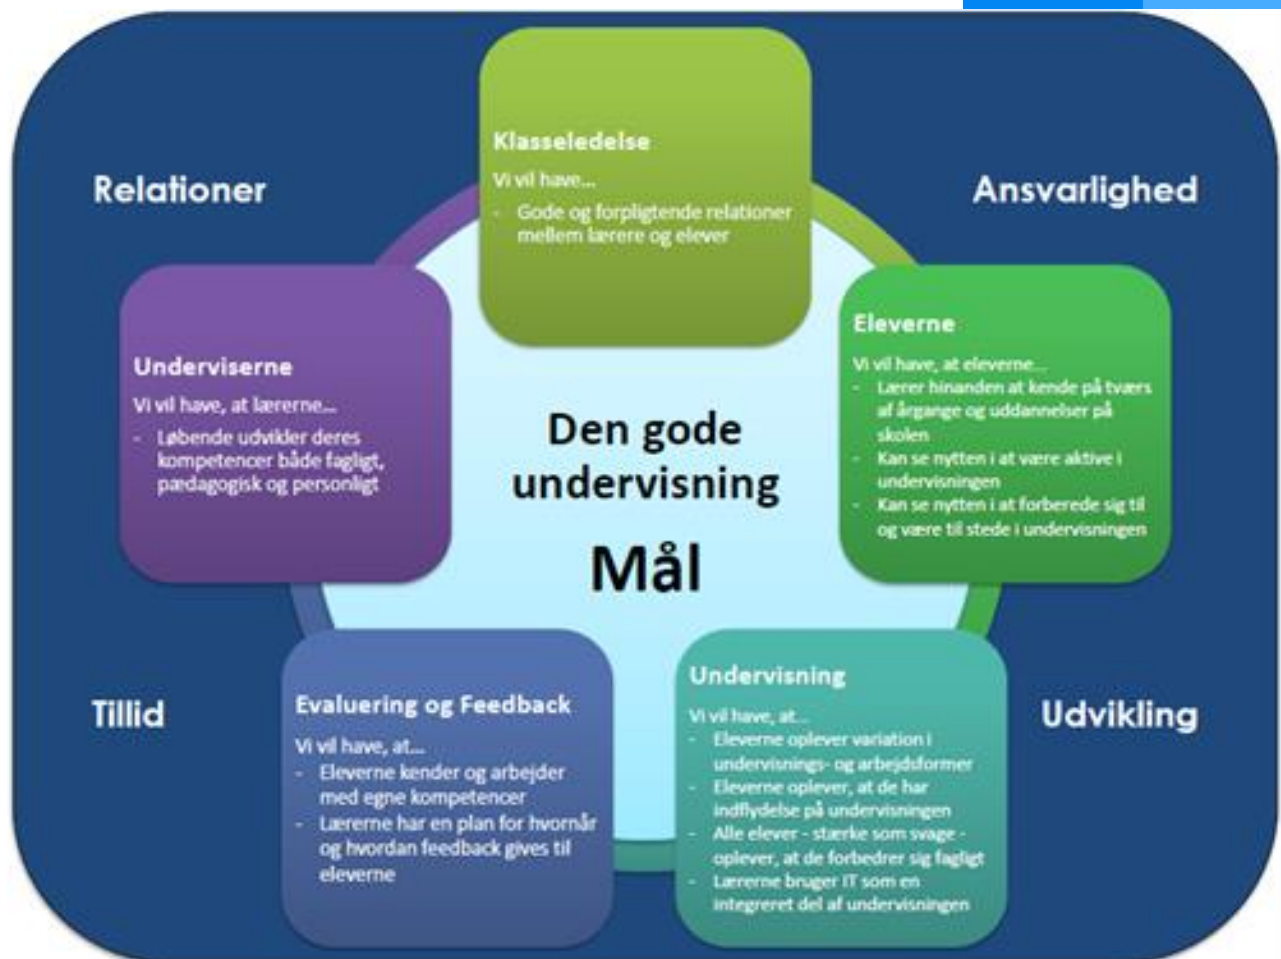 Relationer
Ansvarlighed
Klasseledelse
Vi vil have...
- Gode og forpligtende relationer
mellem lærere og elever
Underviserne
Vi vil have, at lærerne...
- Løbende udvikler deres
kompetencer både fagligt,
pædagogisk og personligt
Eleverne
Vi vil have, at eleverne...
- Lærer hinanden at kende på tværs
af årgange og uddannelser på
skolen
- Kan se nytten i at være aktive i
undervisningen
- Kan se nytten i at forberede sig til
og være til stede i undervisningen
Den gode
undervisning
Mål
Tillid
Udvikling
Evaluering og Feedback
Vi vil have, at...
- Eleverne kender og arbejder
med egne kompetencer
- Lærerne har en plan for hvornår
og hvordan feedback gives til
eleverne
Undervisning
Vi vil have, at...
- Eleverne oplever variation i
undervisnings- og arbejdsformer
- Eleverne oplever, at de har
indflydelse på undervisningen
- Alle elever - stærke som svage -
oplever, at de forbedrer sig fagligt
- Lærerne bruger IT som en
integreret del af undervisningen